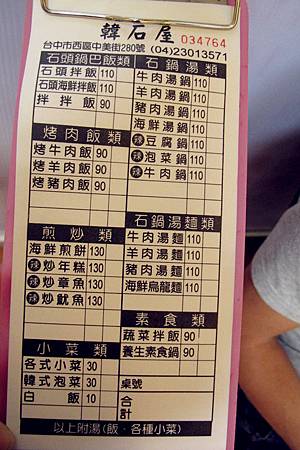 韓石屋
034764
台中市西區中美街280號 (04)23013571
石頭鍋巴飯類
石頭拌飯 110
石頭海鮮拌飯 110
拌拌飯 90
烤肉飯類
烤牛肉飯 90
烤羊肉飯 90
烤豬肉飯 90
煎炒類
海鮮煎餅 130
辣炒年糕 130
辣炒章魚 130
辣炒魷魚 130
小菜類
各式小菜 30
韓式泡菜 30
白飯 10
石鍋湯類
牛肉湯鍋 110
羊肉湯鍋 110
豬肉湯鍋 110
海鮮湯鍋 110
辣豆腐鍋 110
辣泡菜鍋 110
辣牛肉鍋 110
石鍋湯麵類
牛肉湯麵 110
羊肉湯麵 110
豬肉湯麵 110
海鮮烏龍麵 110
素食類
蔬菜拌飯 90
養生素食鍋 90
桌號
合計
以上附湯(飯、各種小菜)